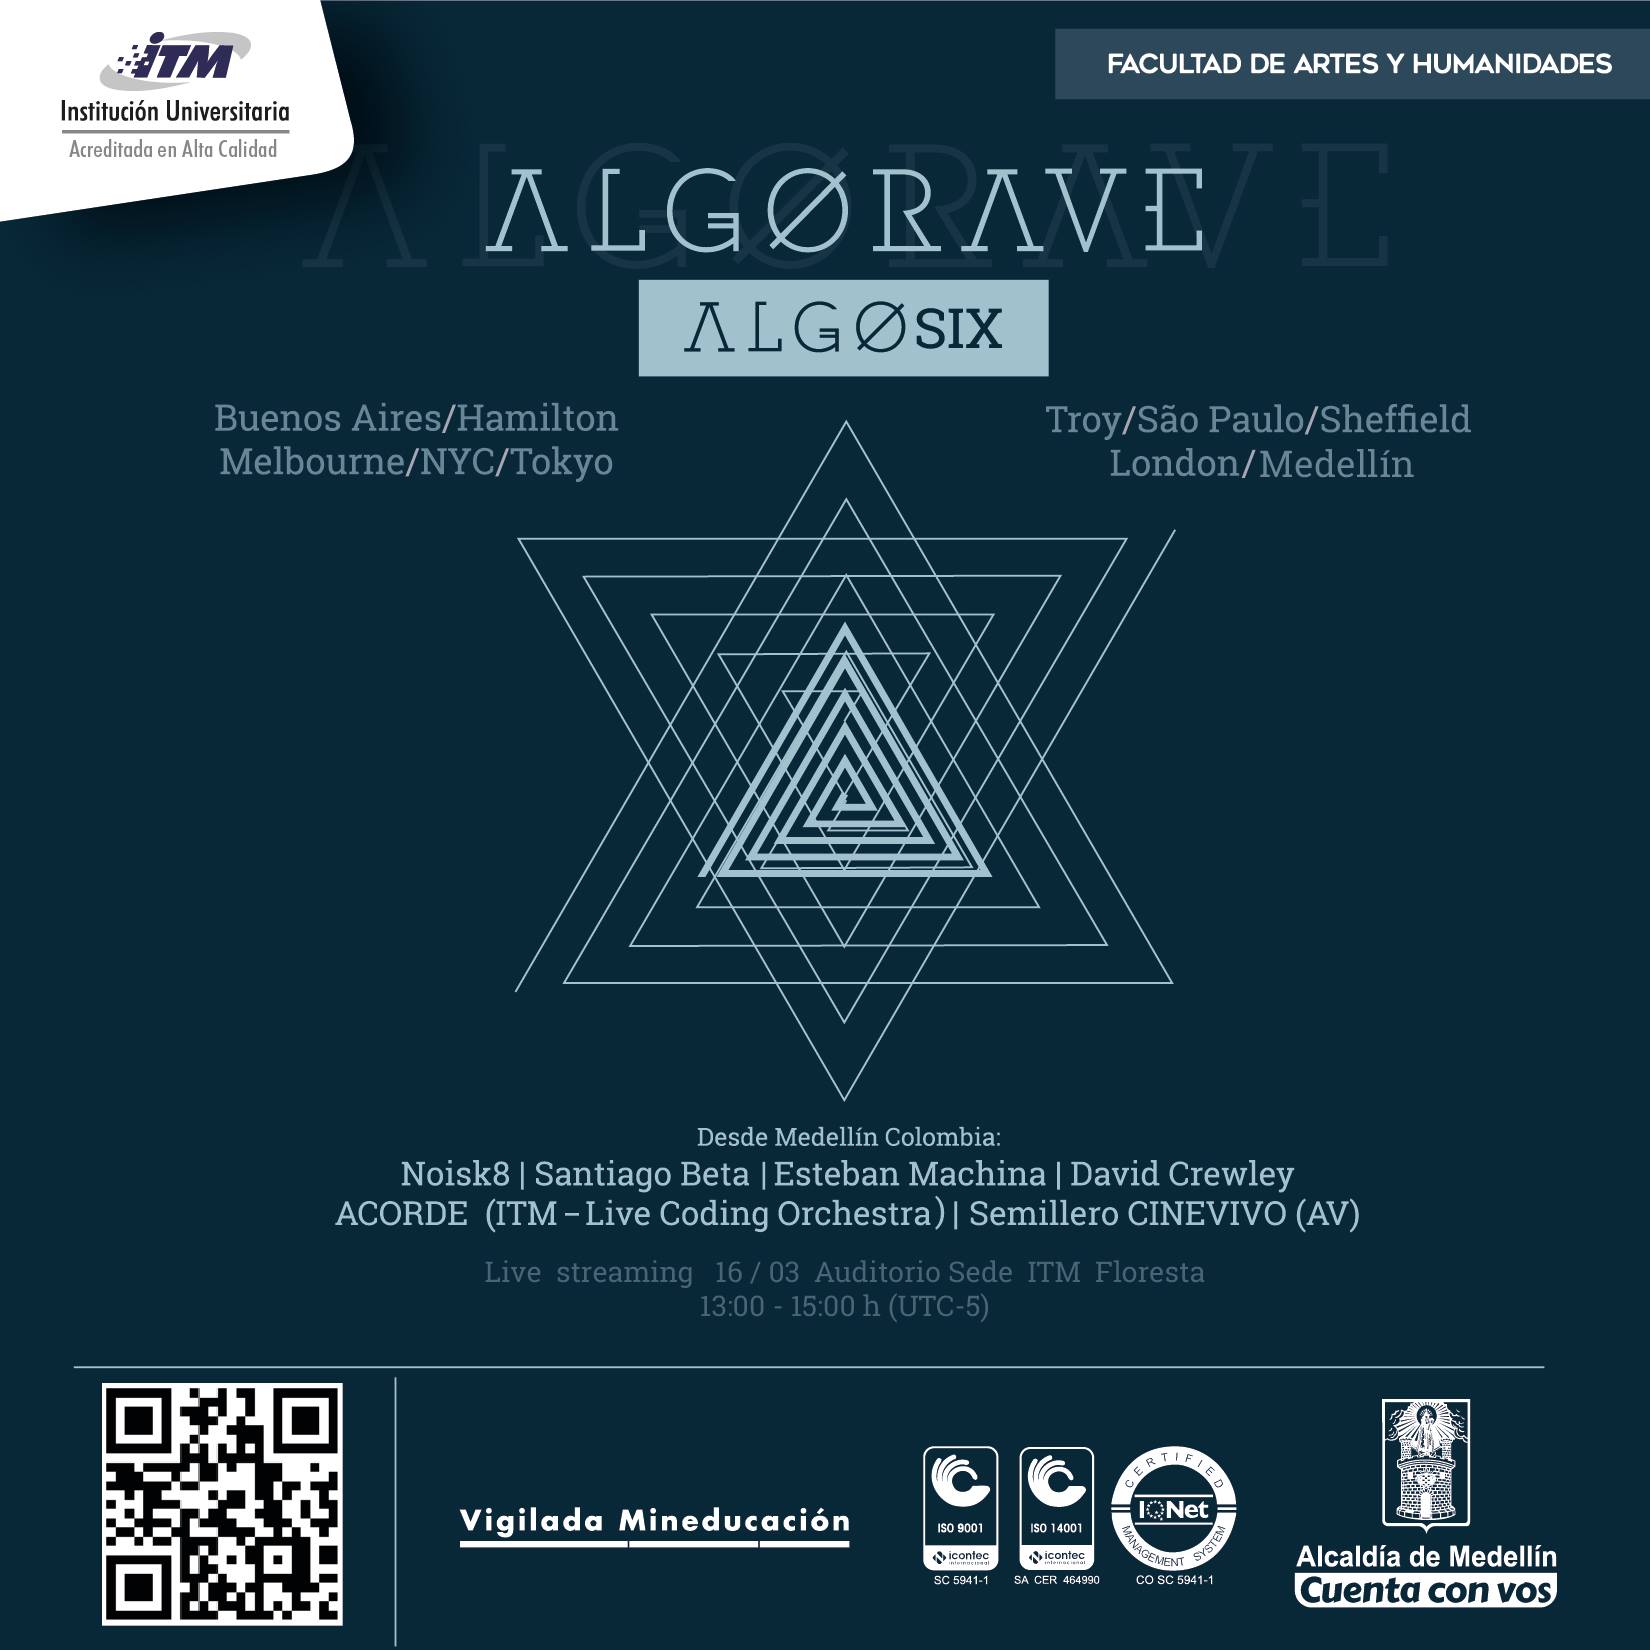 iTM
Institución Universitaria
Acreditada en Alta Calidad
FACULTAD DE ARTES Y HUMANIDADES
ALGØRAVE
ALGØRAVE
ALGØSIX
Buenos Aires/Hamilton
Melbourne/NYC/Tokyo
Troy/São Paulo/Sheffield
London/Medellín
Desde Medellín Colombia:
Noisk8 | Santiago Beta | Esteban Machina | David Crewley
ACORDE (ITM – Live Coding Orchestra) | Semillero CINEVIVO (AV)
Live streaming 16 / 03 Auditorio Sede ITM Floresta
13:00 - 15:00 h (UTC-5)
Vigilada Mineducación
ISO 9001
icontec
internacional
SC 5941-1
ISO 14001
icontec
internacional
SA CER 464990
CERTIFIED
IQNet
MANAGEMENT SYSTEM
CO SC 5941-1
Alcaldía de Medellín
Cuenta con vos